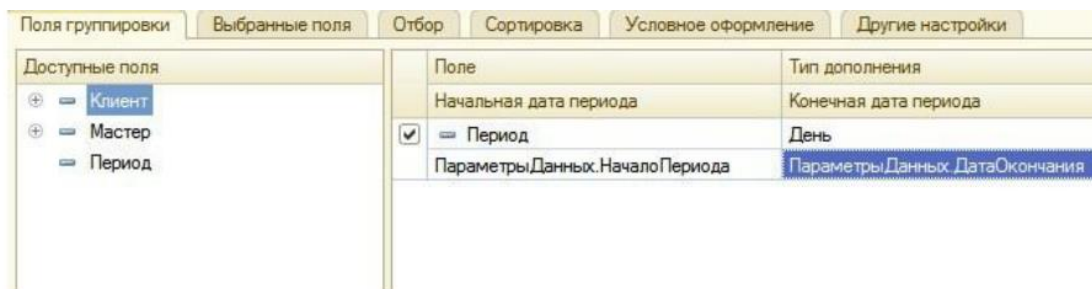 Поля группировки Выбранные поля Отбор Сортировка Условное оформление Другие настройки
Доступные поля Поле Тип дополнения
Клиент Начальная дата периода Конечная дата периода
Мастер Период День
Период ПараметрыДанных.НачалоПериода ПараметрыДанных.ДатаОкончания